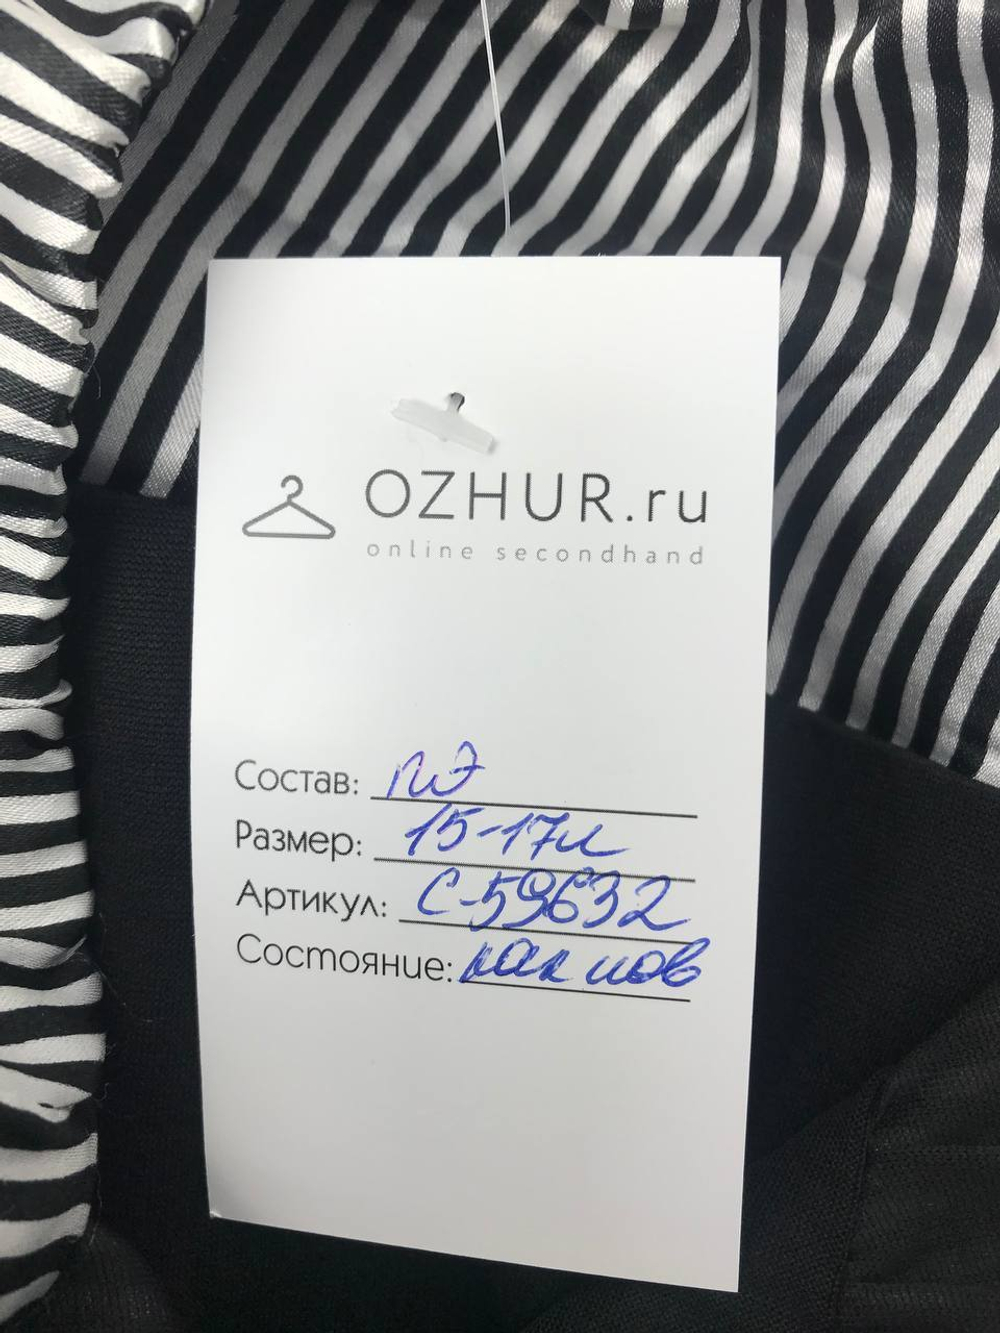 OZHUR.ru
online secondhand
Состав: пэ
Размер: 15-17л
Артикул: С-59632
Состояние: как нов